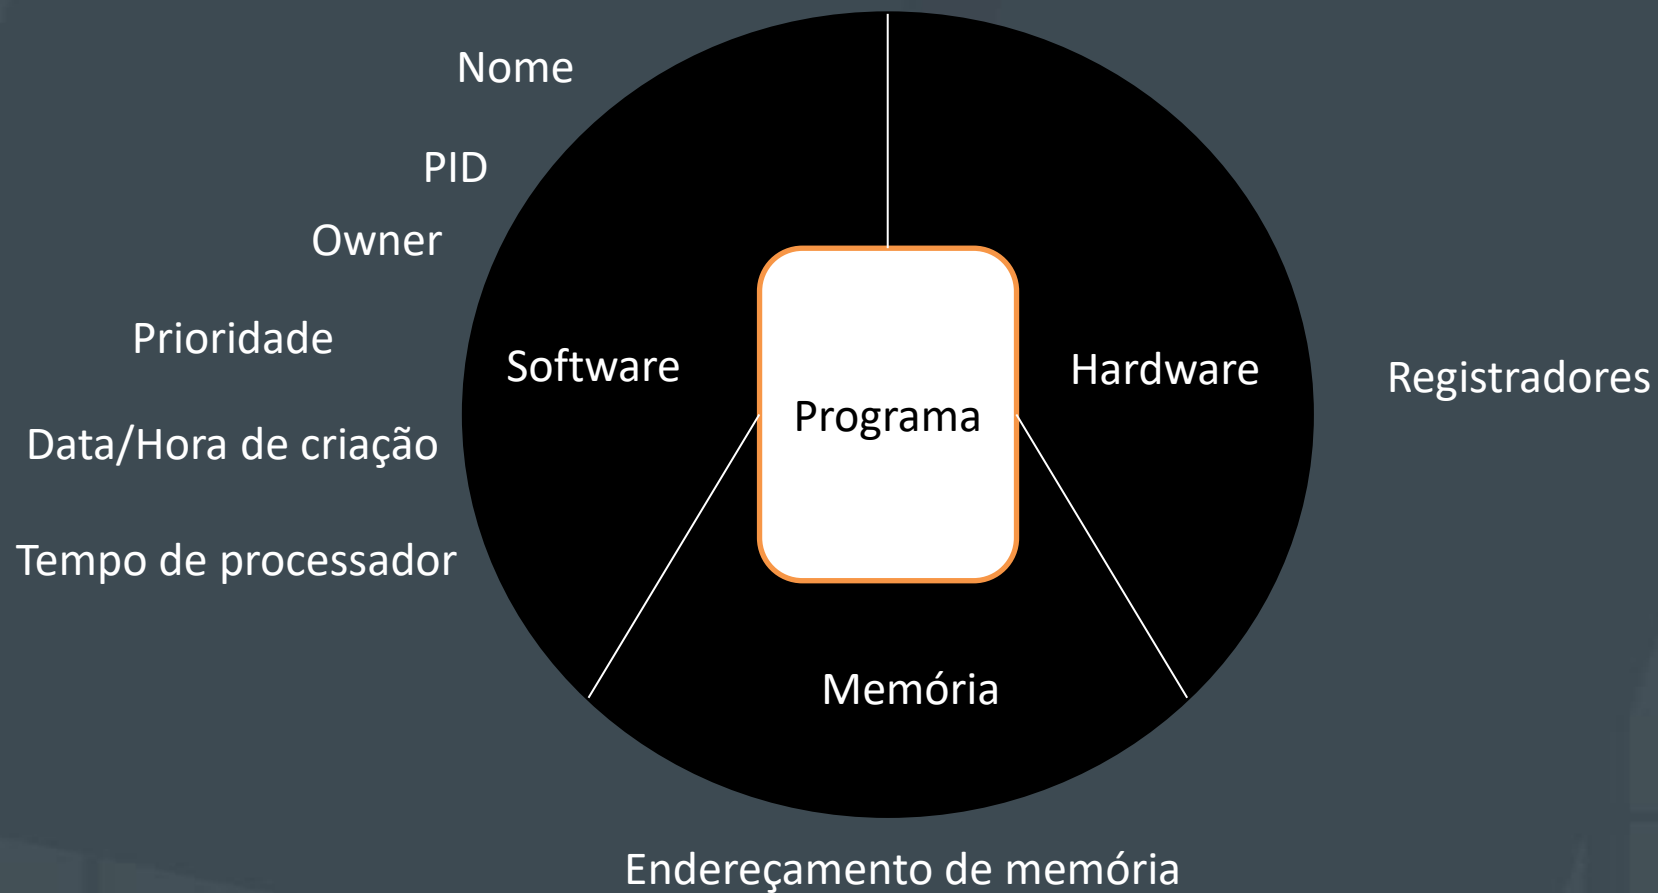 Nome
PID
Owner
Prioridade
Software
Hardware
Registradores
Programa
Data/Hora de criação
Tempo de processador
Memória
Endereçamento de memória